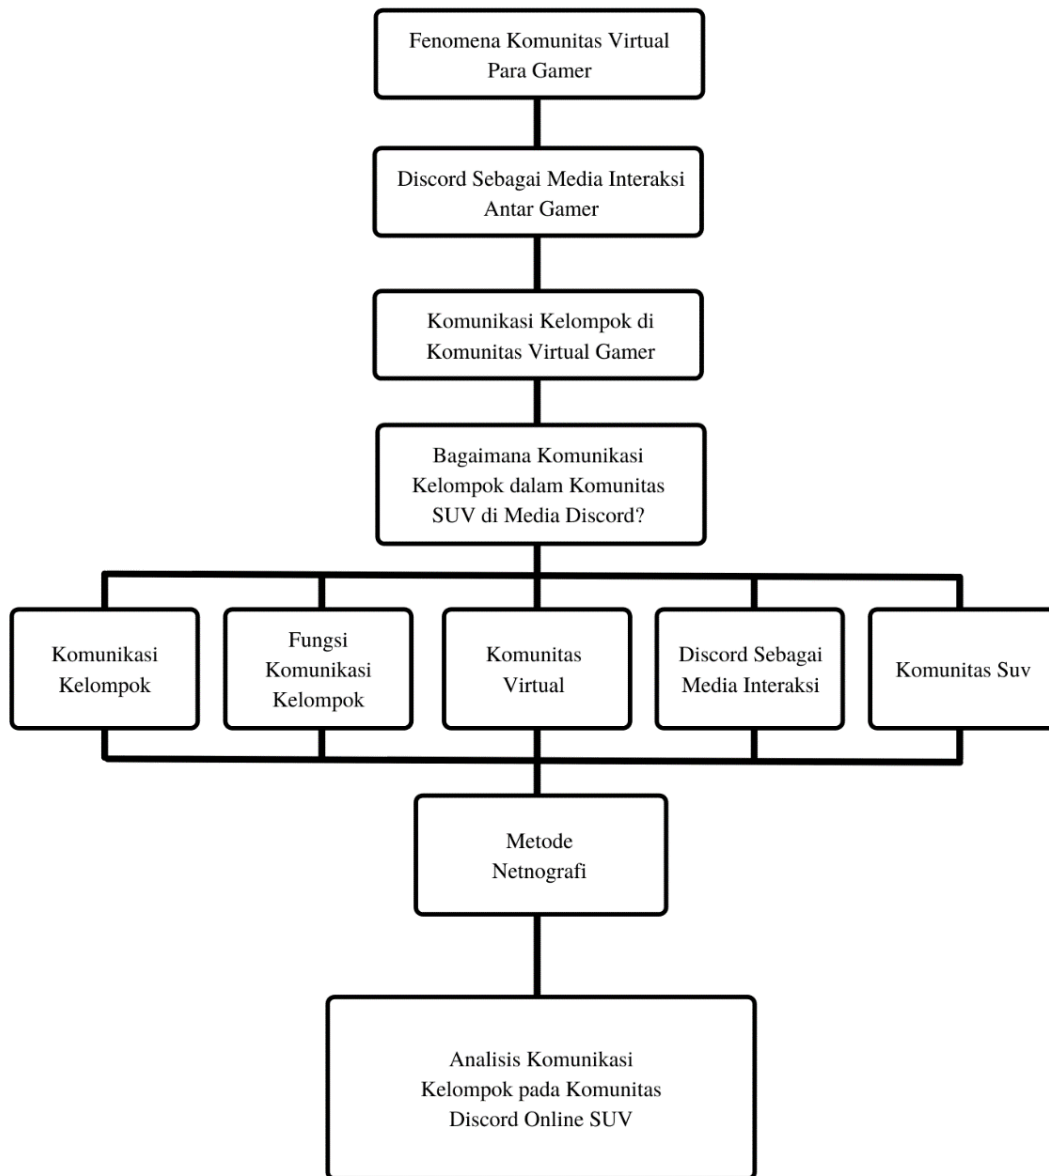 Fenomena Komunitas Virtual
Para Gamer
Discord Sebagai Media Interaksi
Antar Gamer
Komunikasi Kelompok di
Komunitas Virtual Gamer
Bagaimana Komunikasi
Kelompok dalam Komunitas
SUV di Media Discord?
Komunikasi
Kelompok
Fungsi
Komunikasi
Kelompok
Komunitas
Virtual
Discord Sebagai
Media Interaksi
Komunitas Suv
Metode
Netnografi
Analisis Komunikasi
Kelompok pada Komunitas
Discord Online SUV